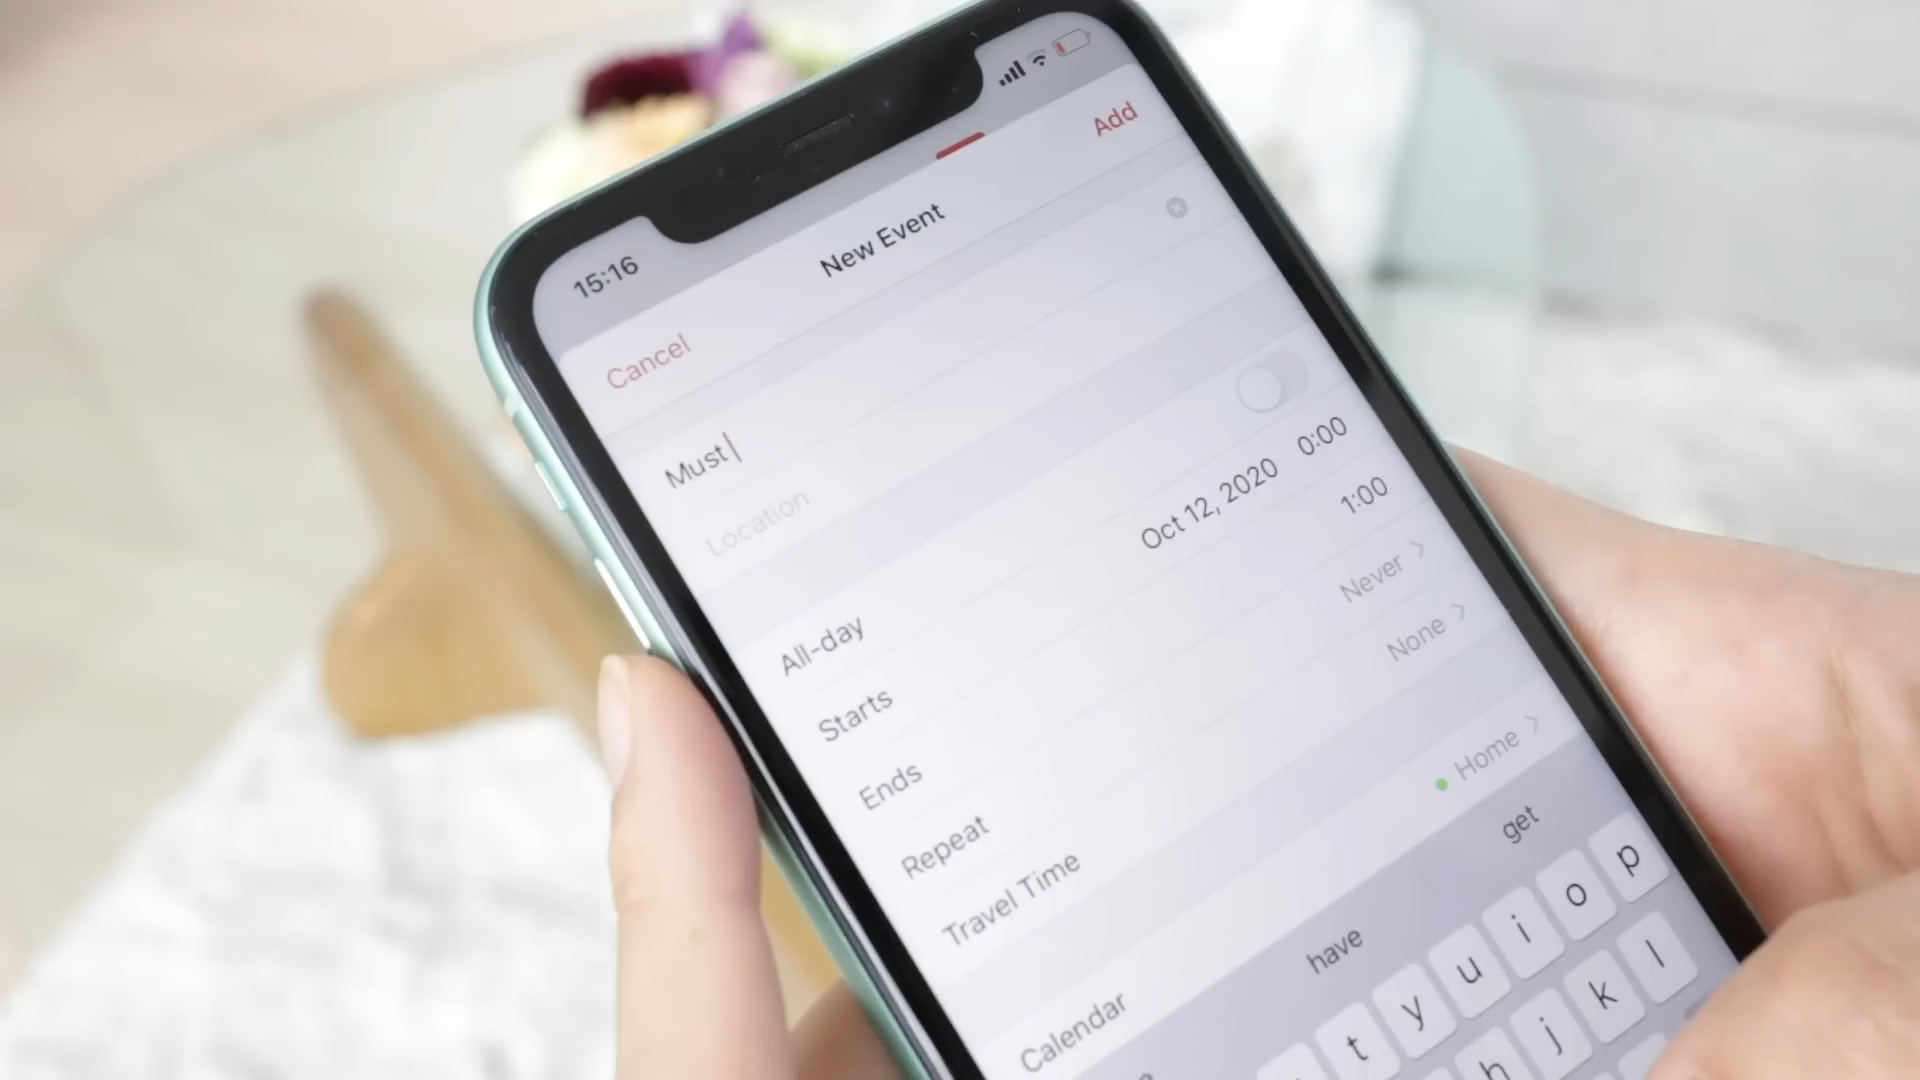 15:16
Cancel New Event Add
Must
Location
All-day
Starts Oct 12, 2020 0:00
Ends 1:00
Repeat Never
Travel Time None
Calendar Home
have get
t y u i o p
h j k l